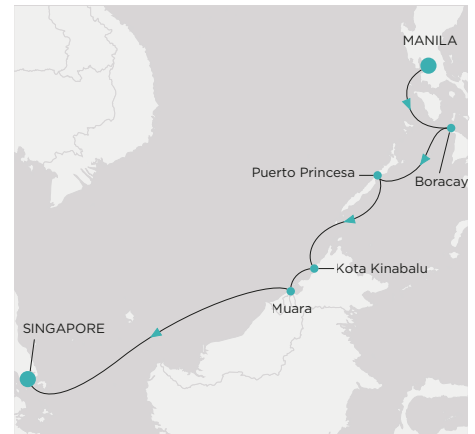 MANILA
Puerto Princesa
Boracay
Kota Kinabalu
Muara
SINGAPORE